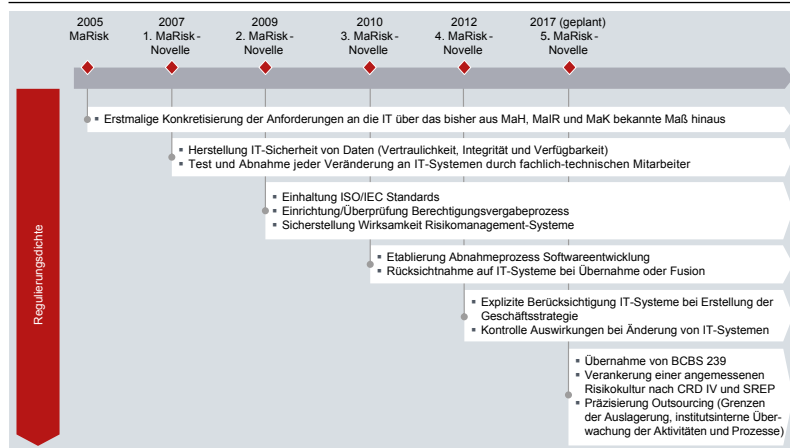 2005
MaRisk
2007
1. MaRisk-
Novelle
2009
2. MaRisk-
Novelle
2010
3. MaRisk-
Novelle
2012
4. MaRisk-
Novelle
2017 (geplant)
5. MaRisk-
Novelle
Regulierungsdichte
▪ Erstmalige Konkretisierung der Anforderungen an die IT über das bisher aus MaH, MaIR und MaK bekannte Maß hinaus
▪ Herstellung IT-Sicherheit von Daten (Vertraulichkeit, Integrität und Verfügbarkeit)
▪ Test und Abnahme jeder Veränderung an IT-Systemen durch fachlich-technischen Mitarbeiter
▪ Einhaltung ISO/IEC Standards
▪ Einrichtung/Überprüfung Berechtigungsvergabeprozess
▪ Sicherstellung Wirksamkeit Risikomanagement-Systeme
▪ Etablierung Abnahmeprozess Softwareentwicklung
▪ Rücksichtnahme auf IT-Systeme bei Übernahme oder Fusion
▪ Explizite Berücksichtigung IT-Systeme bei Erstellung der
Geschäftsstrategie
▪ Kontrolle Auswirkungen bei Änderung von IT-Systemen
▪ Übernahme von BCBS 239
▪ Verankerung einer angemessenen
Risikokultur nach CRD IV und SREP
▪ Präzisierung Outsourcing (Grenzen
der Auslagerung, institutsinterne Über-
wachung der Aktivitäten und Prozesse)